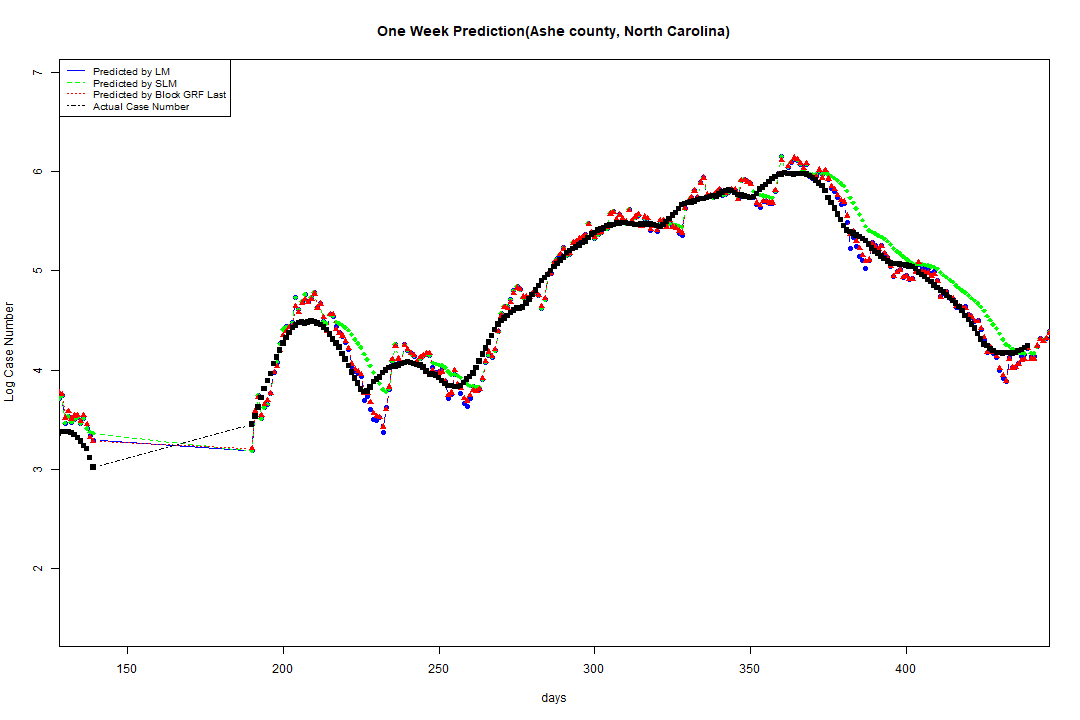 One Week Prediction(Ashe county, North Carolina)
Predicted by LM
Predicted by SLM
Predicted by Block GRF Last
Actual Case Number
7
6
5
4
3
2
Log Case Number
150 200 250 300 350 400
days